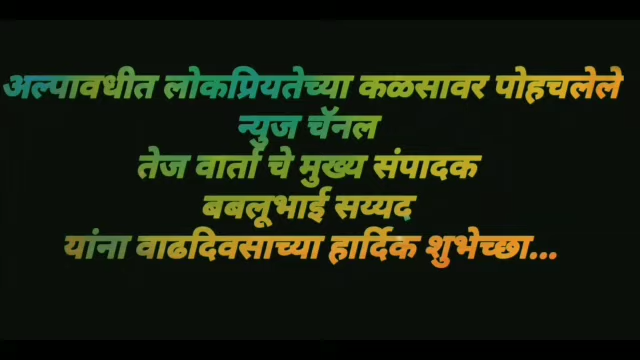 अल्पावधीत लोकप्रियतेच्या कळसावर पोहचलेले
न्युज चॅनल
तेज वार्ता चे मुख्य संपादक
बबलूभाई सय्यद
यांना वाढदिवसाच्या हार्दिक शुभेच्छा...